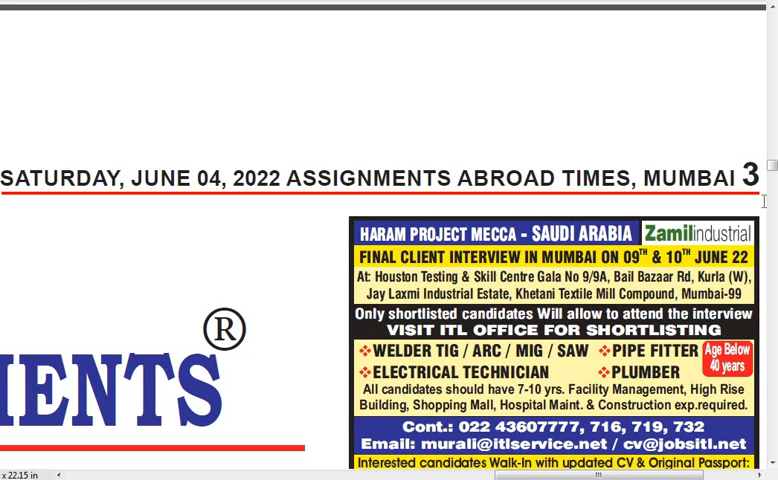 SATURDAY, JUNE 04, 2022 ASSIGNMENTS ABROAD TIMES, MUMBAI 3
HARAM PROJECT MECCA - SAUDI ARABIA
Zamilindustrial
FINAL CLIENT INTERVIEW IN MUMBAI ON 09TH & 10TH JUNE 22
At: Houston Testing & Skill Centre Gala No 9/9A, Bail Bazaar Rd, Kurla (W),
Jay Laxmi Industrial Estate, Khetani Textile Mill Compound, Mumbai-99
Only shortlisted candidates Will allow to attend the interview
VISIT ITL OFFICE FOR SHORTLISTING
❖WELDER TIG / ARC / MIG / SAW ❖PIPE FITTER
❖ELECTRICAL TECHNICIAN ❖PLUMBER
Age Below
40 years
All candidates should have 7-10 yrs. Facility Management, High Rise
Building, Shopping Mall, Hospital Maint. & Construction exp.required.
Cont.: 022 43607777, 716, 719, 732
Email: murali@itlservice.net / cv@jobsitl.net
Interested candidates Walk-In with updated CV & Original Passport:
®
MENTS
x 22.15 in